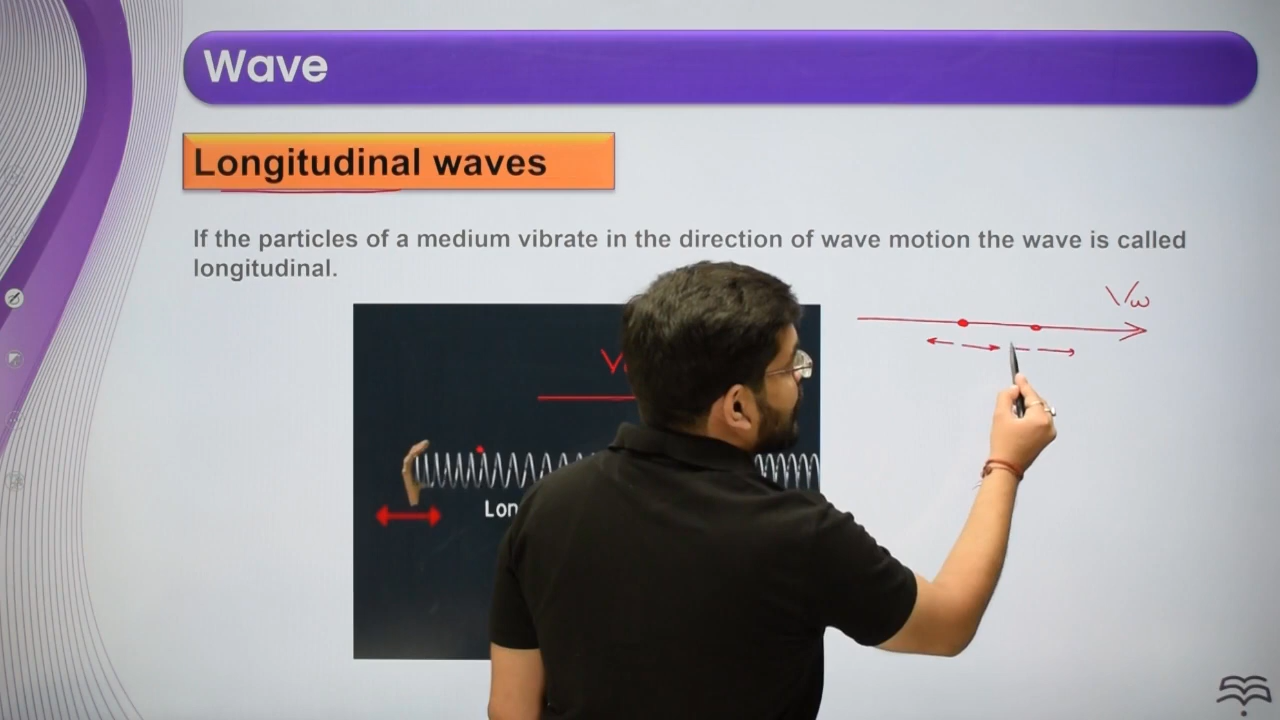 Wave
Longitudinal waves
If the particles of a medium vibrate in the direction of wave motion the wave is called
longitudinal.
Vω
V
Lon